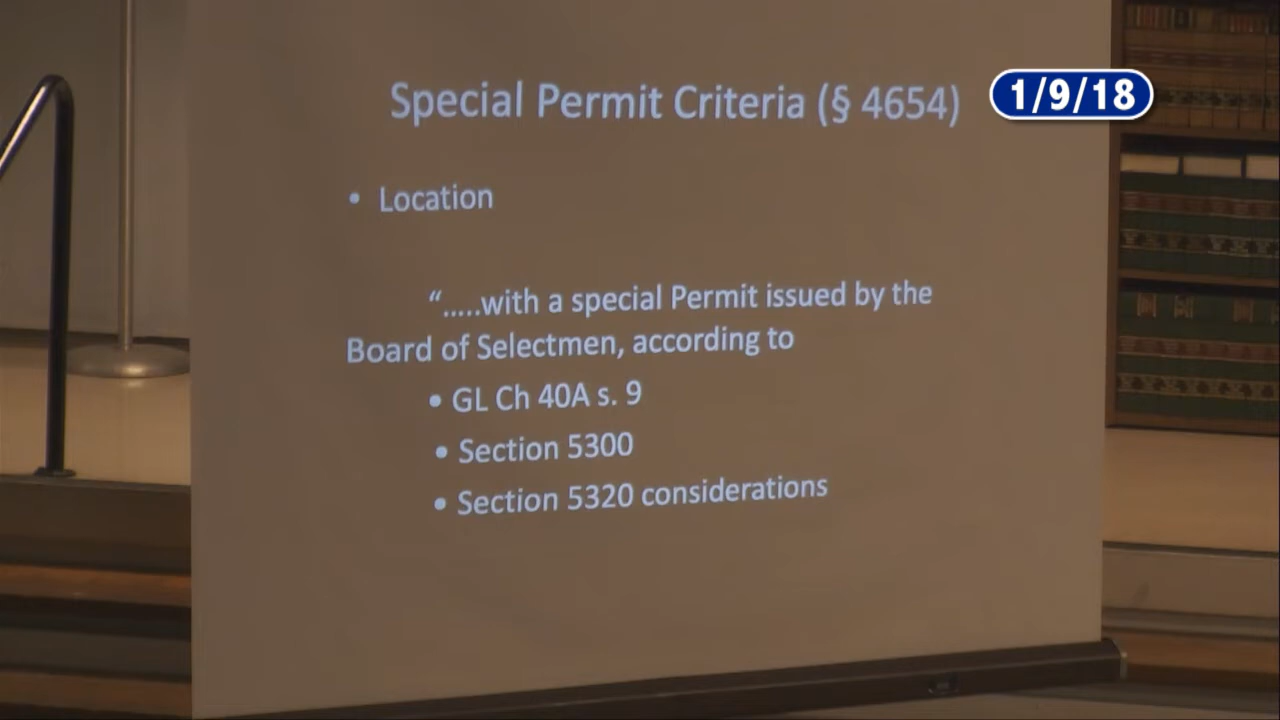 Special Permit Criteria (§ 4654)
1/9/18
• Location
“.....with a special Permit issued by the
Board of Selectmen, according to
• GL Ch 40A s. 9
• Section 5300
• Section 5320 considerations